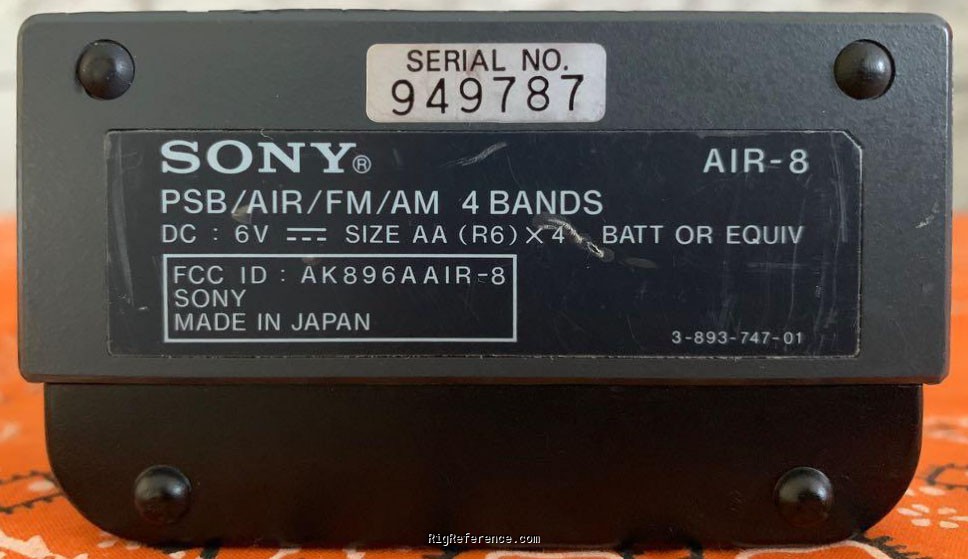 SERIAL NO.
949787
SONY® AIR-8
PSB/AIR/FM/AM 4 BANDS
DC : 6V ⎓ SIZE AA (R6) × 4 BATT OR EQUIV
FCC ID : AK896AAIR-8
SONY
MADE IN JAPAN
3-893-747-01
RigReference.com